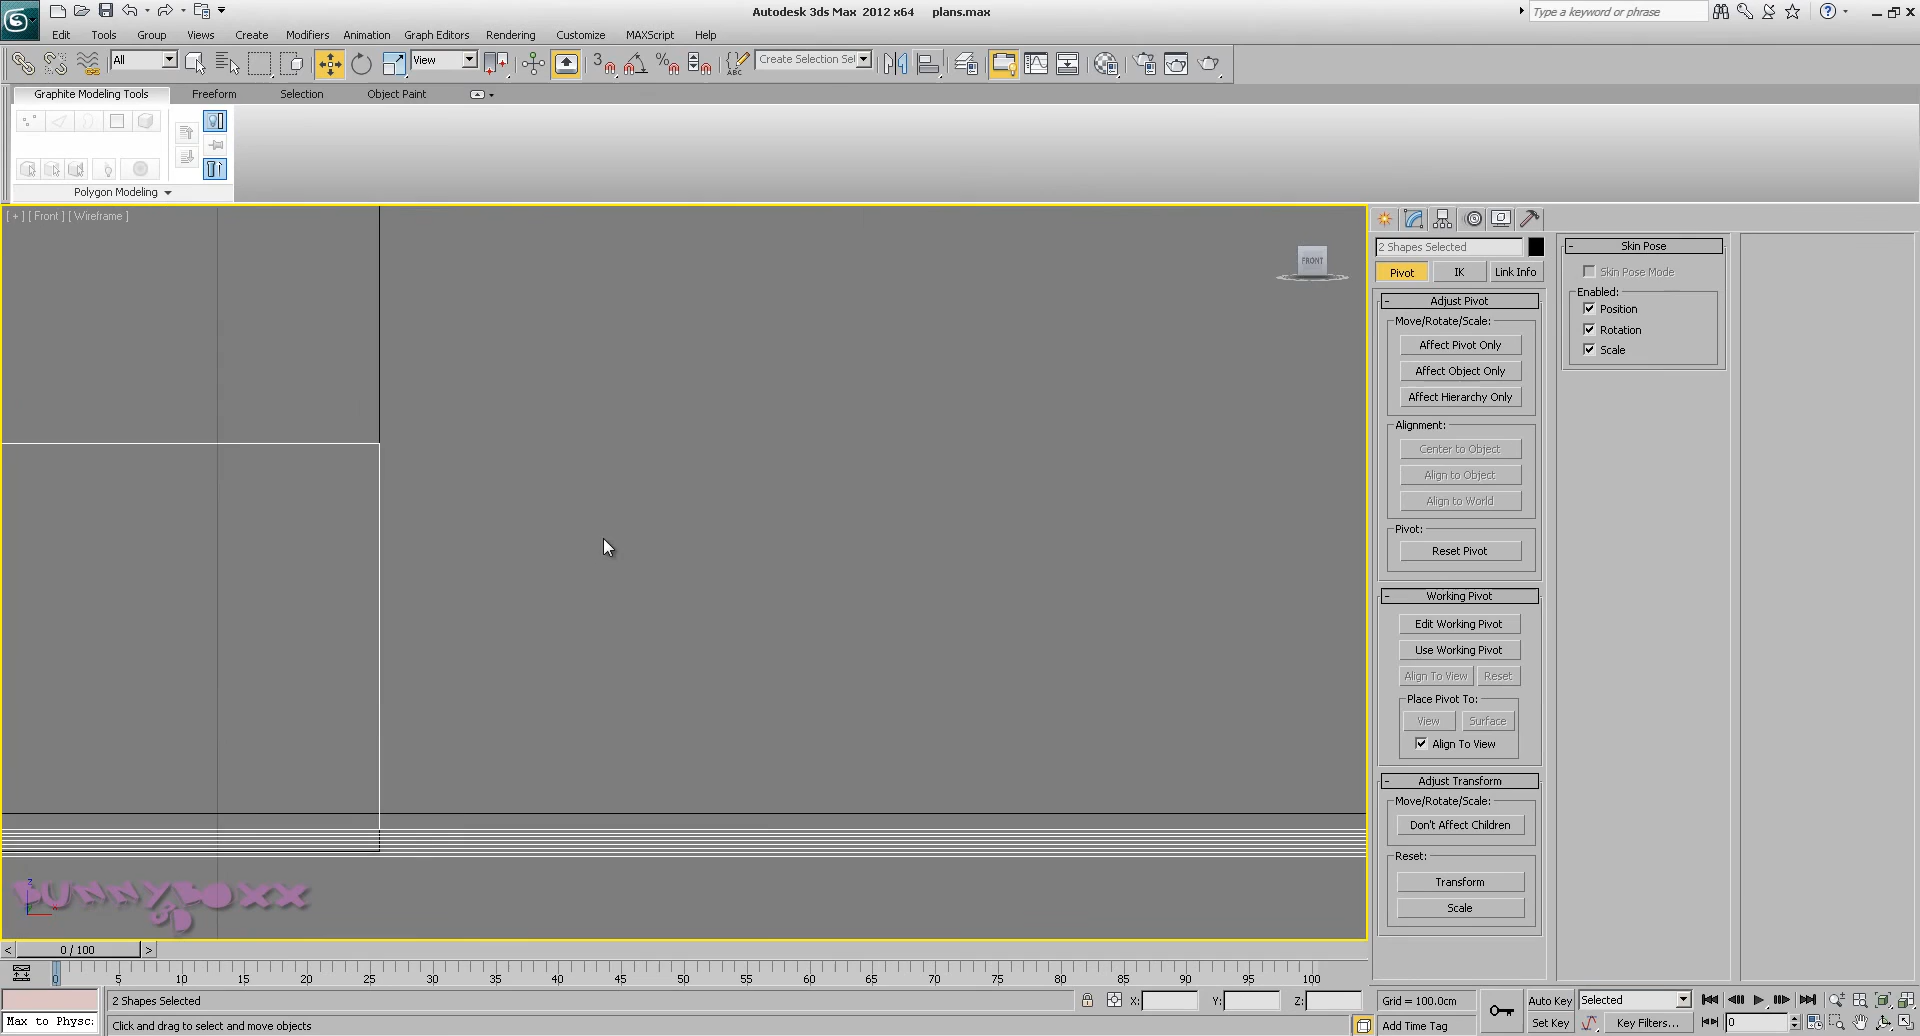 Autodesk 3ds Max 2012 x64 plans.max
Type a keyword or phrase
Edit Tools Group Views Create Modifiers Animation Graph Editors Rendering Customize MAXScript Help
All View Create Selection Sel
Graphite Modeling Tools Freeform Selection Object Paint
Polygon Modeling
[ + ] [ Front ] [ Wireframe ]
FRONT
2 Shapes Selected
Pivot IK Link Info
- Adjust Pivot
Move/Rotate/Scale:
Affect Pivot Only
Affect Object Only
Affect Hierarchy Only
Alignment:
Center to Object
Align to Object
Align to World
Pivot:
Reset Pivot
- Working Pivot
Edit Working Pivot
Use Working Pivot
Align To View Reset
Place Pivot To:
View Surface
Align To View
- Adjust Transform
Move/Rotate/Scale:
Don't Affect Children
Reset:
Transform
Scale
- Skin Pose
Skin Pose Mode
Enabled:
Position
Rotation
Scale
BUNNYBOXX
3D
z
x
< 0 / 100 >
0 5 10 15 20 25 30 35 40 45 50 55 60 65 70 75 80 85 90 95 100
2 Shapes Selected X: Y: Z: Grid = 100.0cm Auto Key Selected
Max to Physc: Click and drag to select and move objects Add Time Tag Set Key Key Filters... 0